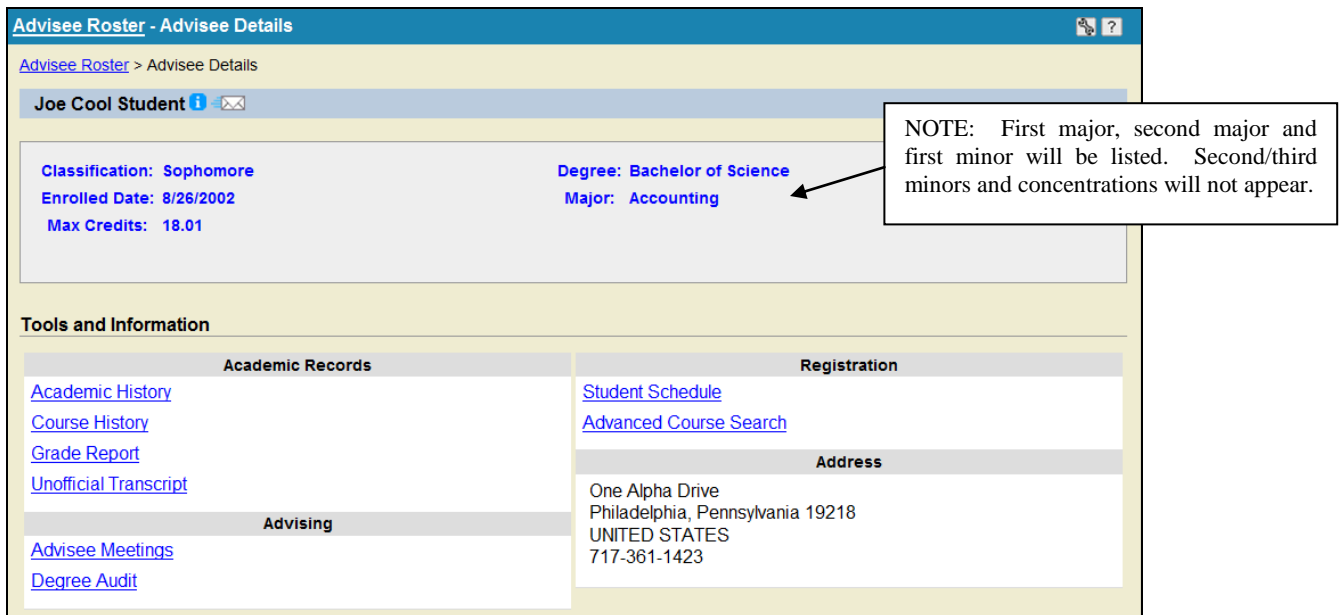 Advisee Roster - Advisee Details
?
Advisee Roster > Advisee Details
Joe Cool Student i
NOTE: First major, second major and
first minor will be listed. Second/third
minors and concentrations will not appear.
Classification: Sophomore
Enrolled Date: 8/26/2002
Max Credits: 18.01
Degree: Bachelor of Science
Major: Accounting
Tools and Information
Academic Records
Academic History
Course History
Grade Report
Unofficial Transcript
Advising
Advisee Meetings
Degree Audit
Registration
Student Schedule
Advanced Course Search
Address
One Alpha Drive
Philadelphia, Pennsylvania 19218
UNITED STATES
717-361-1423